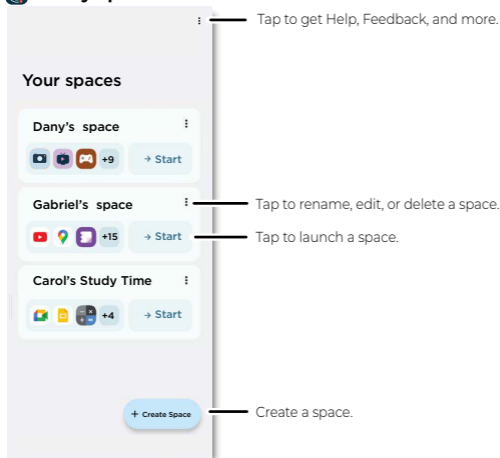 Tap to get Help, Feedback, and more.
Your spaces
Dany's space
+9
→ Start
Gabriel's space
Tap to rename, edit, or delete a space.
+15
→ Start
Tap to launch a space.
Carol's Study Time
+4
→ Start
+ Create Space
Create a space.